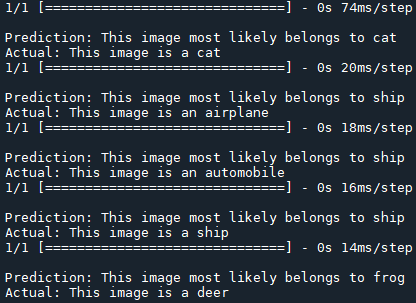 1/1 [==============================] - 0s 74ms/step
Prediction: This image most likely belongs to cat
Actual: This image is a cat
1/1 [==============================] - 0s 20ms/step
Prediction: This image most likely belongs to ship
Actual: This image is an airplane
1/1 [==============================] - 0s 18ms/step
Prediction: This image most likely belongs to ship
Actual: This image is an automobile
1/1 [==============================] - 0s 16ms/step
Prediction: This image most likely belongs to ship
Actual: This image is a ship
1/1 [==============================] - 0s 14ms/step
Prediction: This image most likely belongs to frog
Actual: This image is a deer